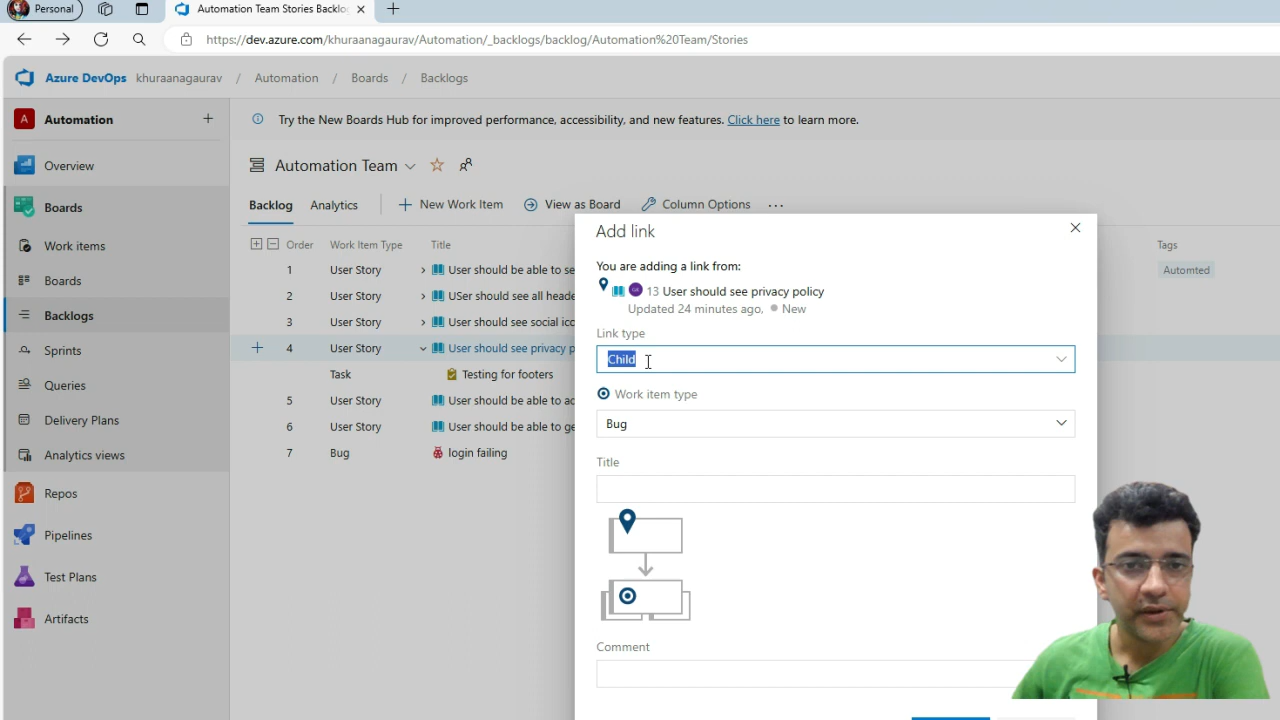 Personal
Automation Team Stories Backlo
https://dev.azure.com/khuraanagaurav/Automation/_backlogs/backlog/Automation%20Team/Stories
Azure DevOps khuraanagaurav / Automation / Boards / Backlogs
A Automation
Try the New Boards Hub for improved performance, accessibility, and new features. Click here to learn more.
Overview
Automation Team
Boards
Backlog Analytics New Work Item View as Board Column Options ...
Work items
Boards
Backlogs
Sprints
Queries
Delivery Plans
Analytics views
Repos
Pipelines
Test Plans
Artifacts
Order Work Item Type Title Tags
1 User Story User should be able to se Automted
2 User Story USer should see all heade
3 User Story User should see social ico
4 User Story User should see privacy p
Task Testing for footers
5 User Story User should be able to ac
6 User Story User should be able to ge
7 Bug login failing
Add link
You are adding a link from:
13 User should see privacy policy
Updated 24 minutes ago, New
Link type
Child
Work item type
Bug
Title
Comment